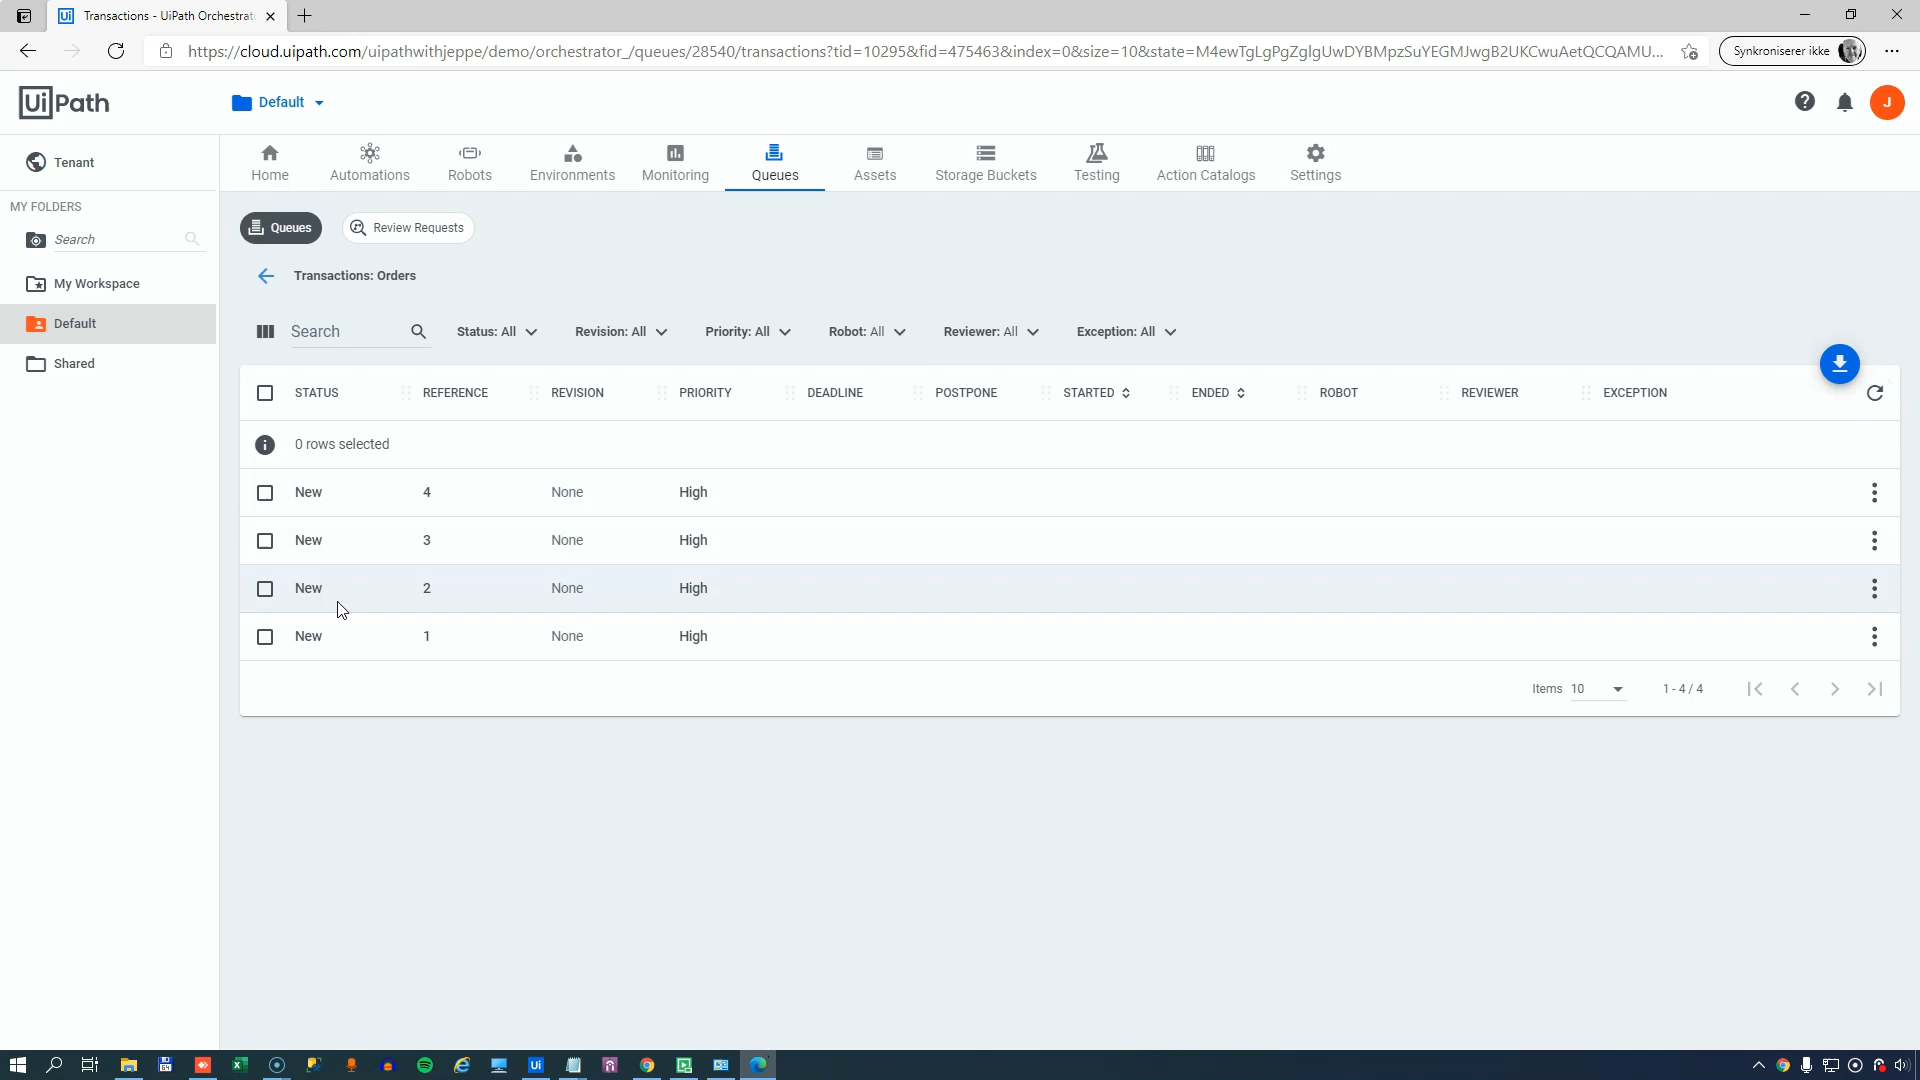 Transactions - UiPath Orchestrat
https://cloud.uipath.com/uipathwithjeppe/demo/orchestrator_/queues/28540/transactions?tid=10295&fid=475463&index=0&size=10&state=M4ewTgLgPgZglgUwDYBMpzSuYEGMJwgB2UKCwuAetQCQAMU...
Synkroniserer ikke
UiPath
Default
J
Tenant
Home
Automations
Robots
Environments
Monitoring
Queues
Assets
Storage Buckets
Testing
Action Catalogs
Settings
MY FOLDERS
Search
My Workspace
Default
Shared
Queues
Review Requests
Transactions: Orders
Search
Status: All
Revision: All
Priority: All
Robot: All
Reviewer: All
Exception: All
STATUS REFERENCE REVISION PRIORITY DEADLINE POSTPONE STARTED ENDED ROBOT REVIEWER EXCEPTION
0 rows selected
New 4 None High
New 3 None High
New 2 None High
New 1 None High
Items 10 1 - 4 / 4